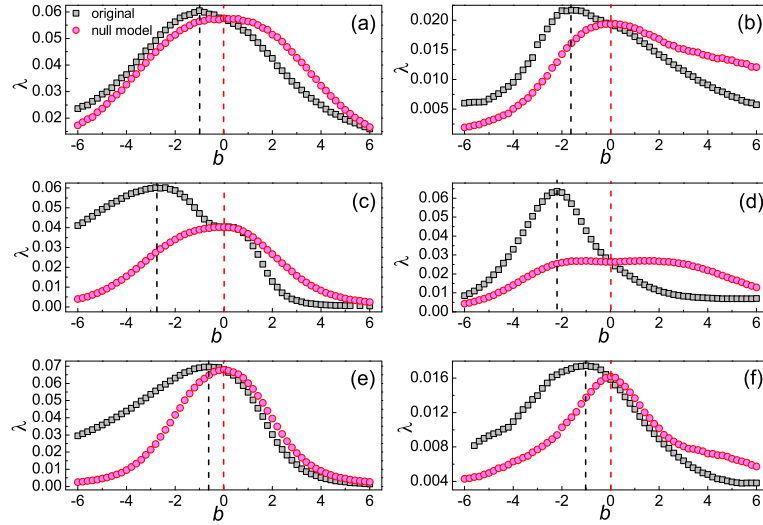 original
null model
(a)
0.06
0.05
0.04
0.03
0.02
λ
-6 -4 -2 0 2 4 6
b
(b)
0.020
0.015
0.010
0.005
λ
-6 -4 -2 0 2 4 6
b
(c)
0.06
0.05
0.04
0.03
0.02
0.01
0.00
λ
-6 -4 -2 0 2 4 6
b
(d)
0.07
0.06
0.05
0.04
0.03
0.02
0.01
0.00
λ
-6 -4 -2 0 2 4 6
b
(e)
0.07
0.06
0.05
0.04
0.03
0.02
0.01
0.00
λ
-6 -4 -2 0 2 4 6
b
(f)
0.016
0.012
0.008
0.004
λ
-6 -4 -2 0 2 4 6
b